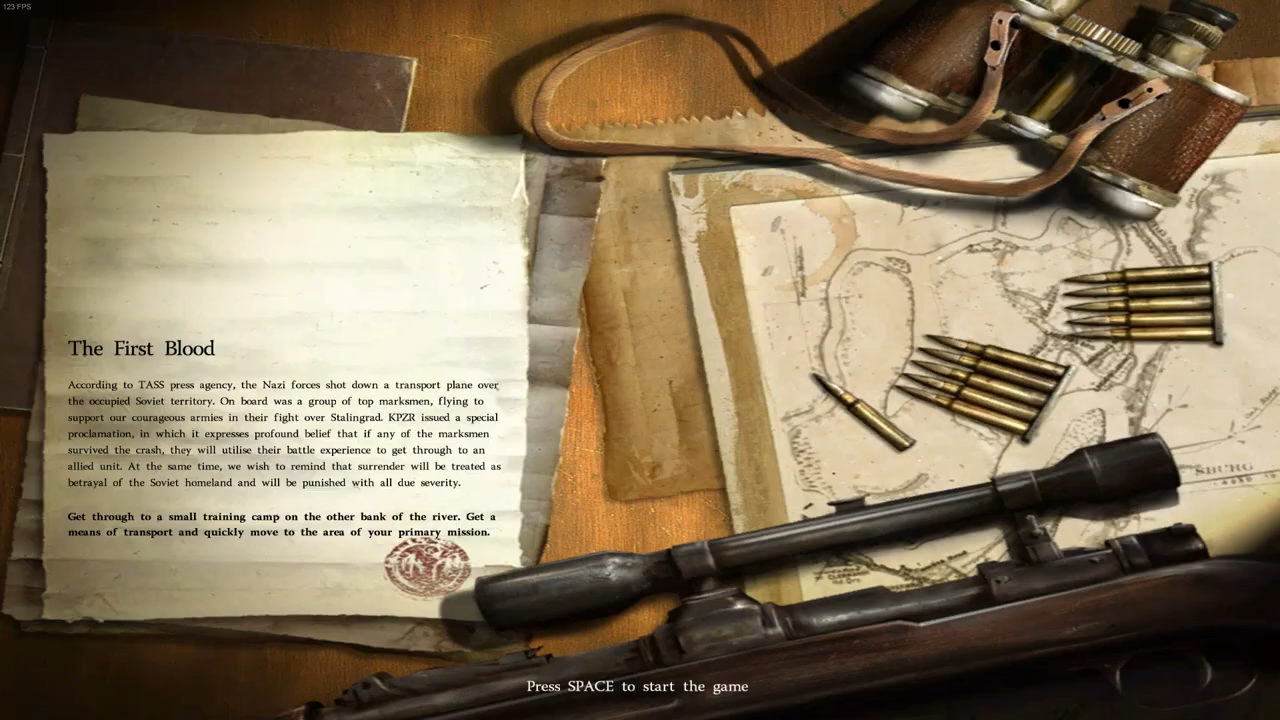 123 FPS
The First Blood
According to TASS press agency, the Nazi forces shot down a transport plane over
the occupied Soviet territory. On board was a group of top marksmen, flying to
support our courageous armies in their fight over Stalingrad. KPZR issued a special
proclamation, in which it expresses profound belief that if any of the marksmen
survived the crash, they will utilise their battle experience to get through to an
allied unit. At the same time, we wish to remind that surrender will be treated as
betrayal of the Soviet homeland and will be punished with all due severity.
Get through to a small training camp on the other bank of the river. Get a
means of transport and quickly move to the area of your primary mission.
SBURG
Press SPACE to start the game